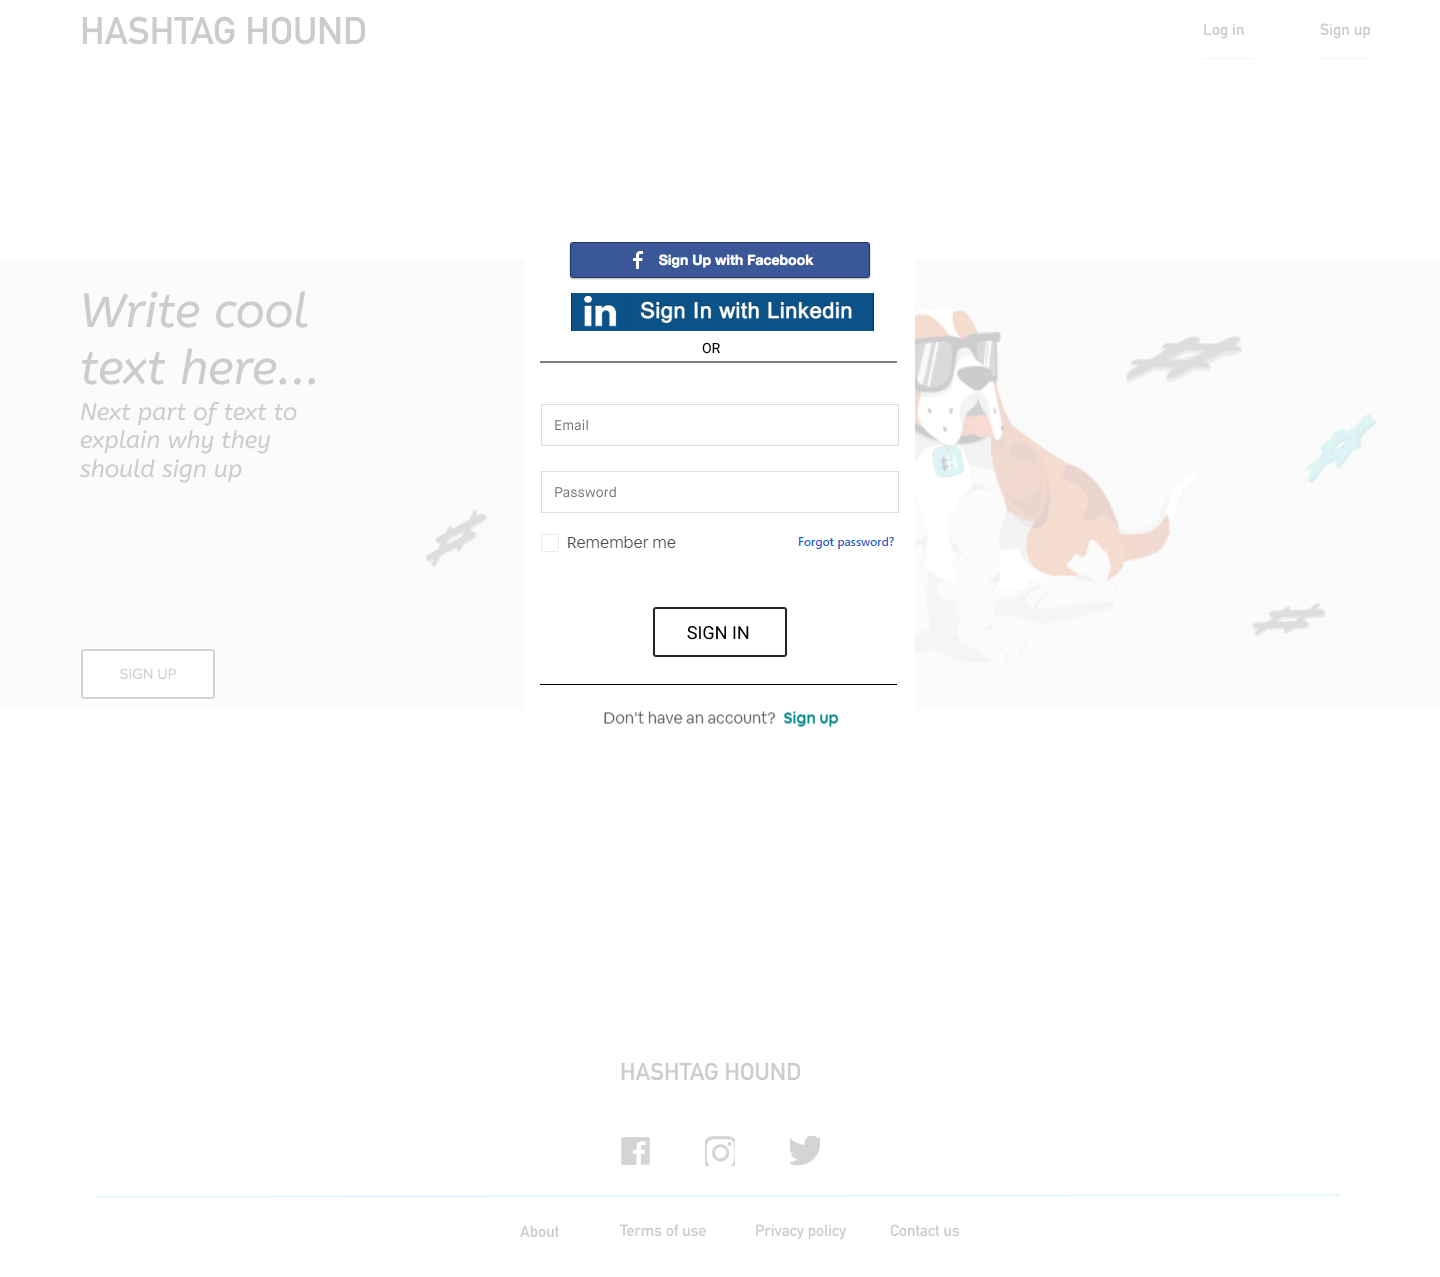 HASHTAG HOUND
Log in
Sign up
Sign Up with Facebook
in Sign In with Linkedin
OR
Write cool
text here...
Next part of text to
explain why they
should sign up
Email
Password
Remember me
Forgot password?
SIGN IN
SIGN UP
Don't have an account? Sign up
HASHTAG HOUND
About
Terms of use
Privacy policy
Contact us